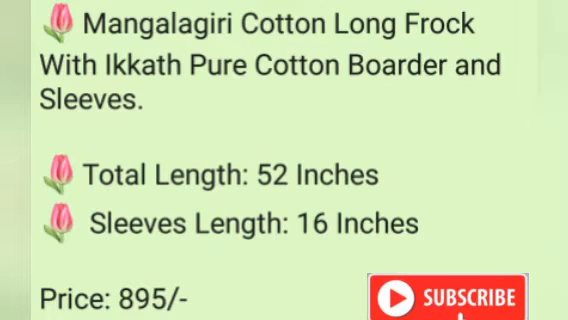 🌷 Mangalagiri Cotton Long Frock
With Ikkath Pure Cotton Boarder and
Sleeves.
🌷 Total Length: 52 Inches
🌷 Sleeves Length: 16 Inches
Price: 895/-
SUBSCRIBE